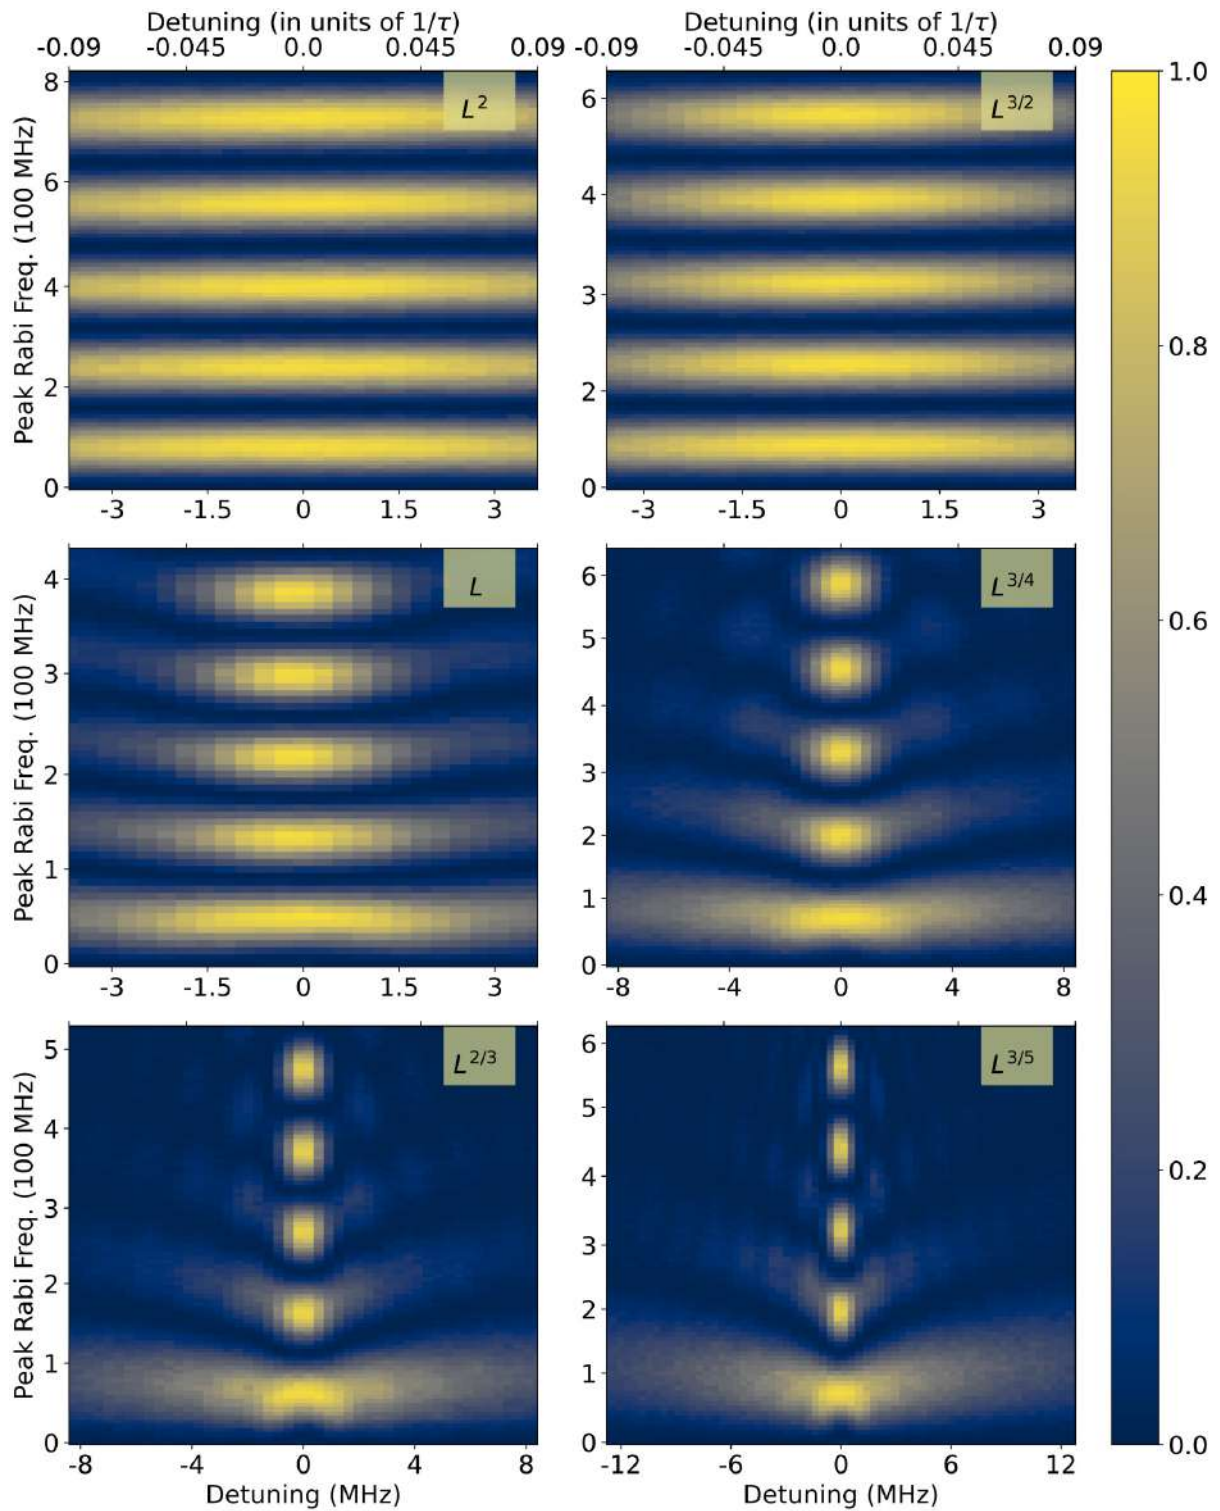 Detuning (in units of 1/τ) Detuning (in units of 1/τ)
-0.09 -0.045 0.0 0.045 0.09 -0.09 -0.045 0.0 0.045 0.09
Peak Rabi Freq. (100 MHz)
8
6
4
2
0
L^2
-3 -1.5 0 1.5 3
6
4
3
2
1
0
L^{3/2}
-3 -1.5 0 1.5 3
Peak Rabi Freq. (100 MHz)
4
3
2
1
0
L
-3 -1.5 0 1.5 3
6
5
4
3
2
1
0
L^{3/4}
-8 -4 0 4 8
Peak Rabi Freq. (100 MHz)
5
4
3
2
1
0
L^{2/3}
-8 -4 0 4 8
Detuning (MHz)
6
5
4
3
2
1
0
L^{3/5}
-12 -6 0 6 12
Detuning (MHz)
1.0
0.8
0.6
0.4
0.2
0.0